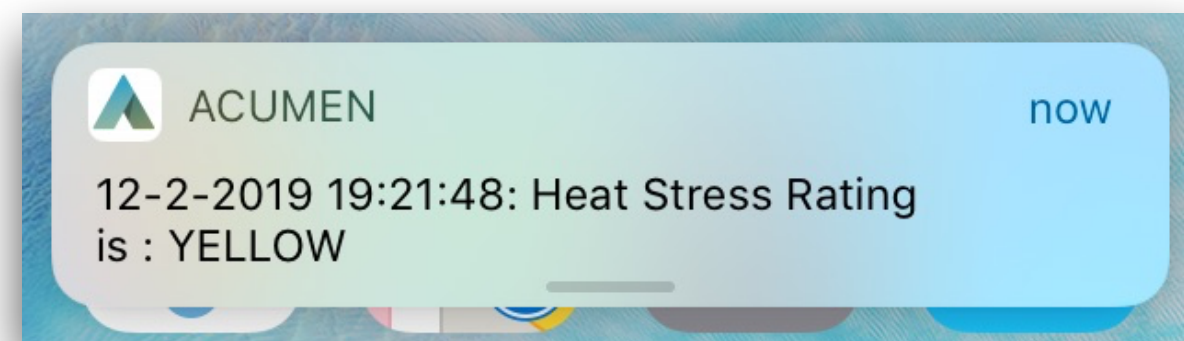 ACUMEN
now
12-2-2019 19:21:48: Heat Stress Rating
is : YELLOW